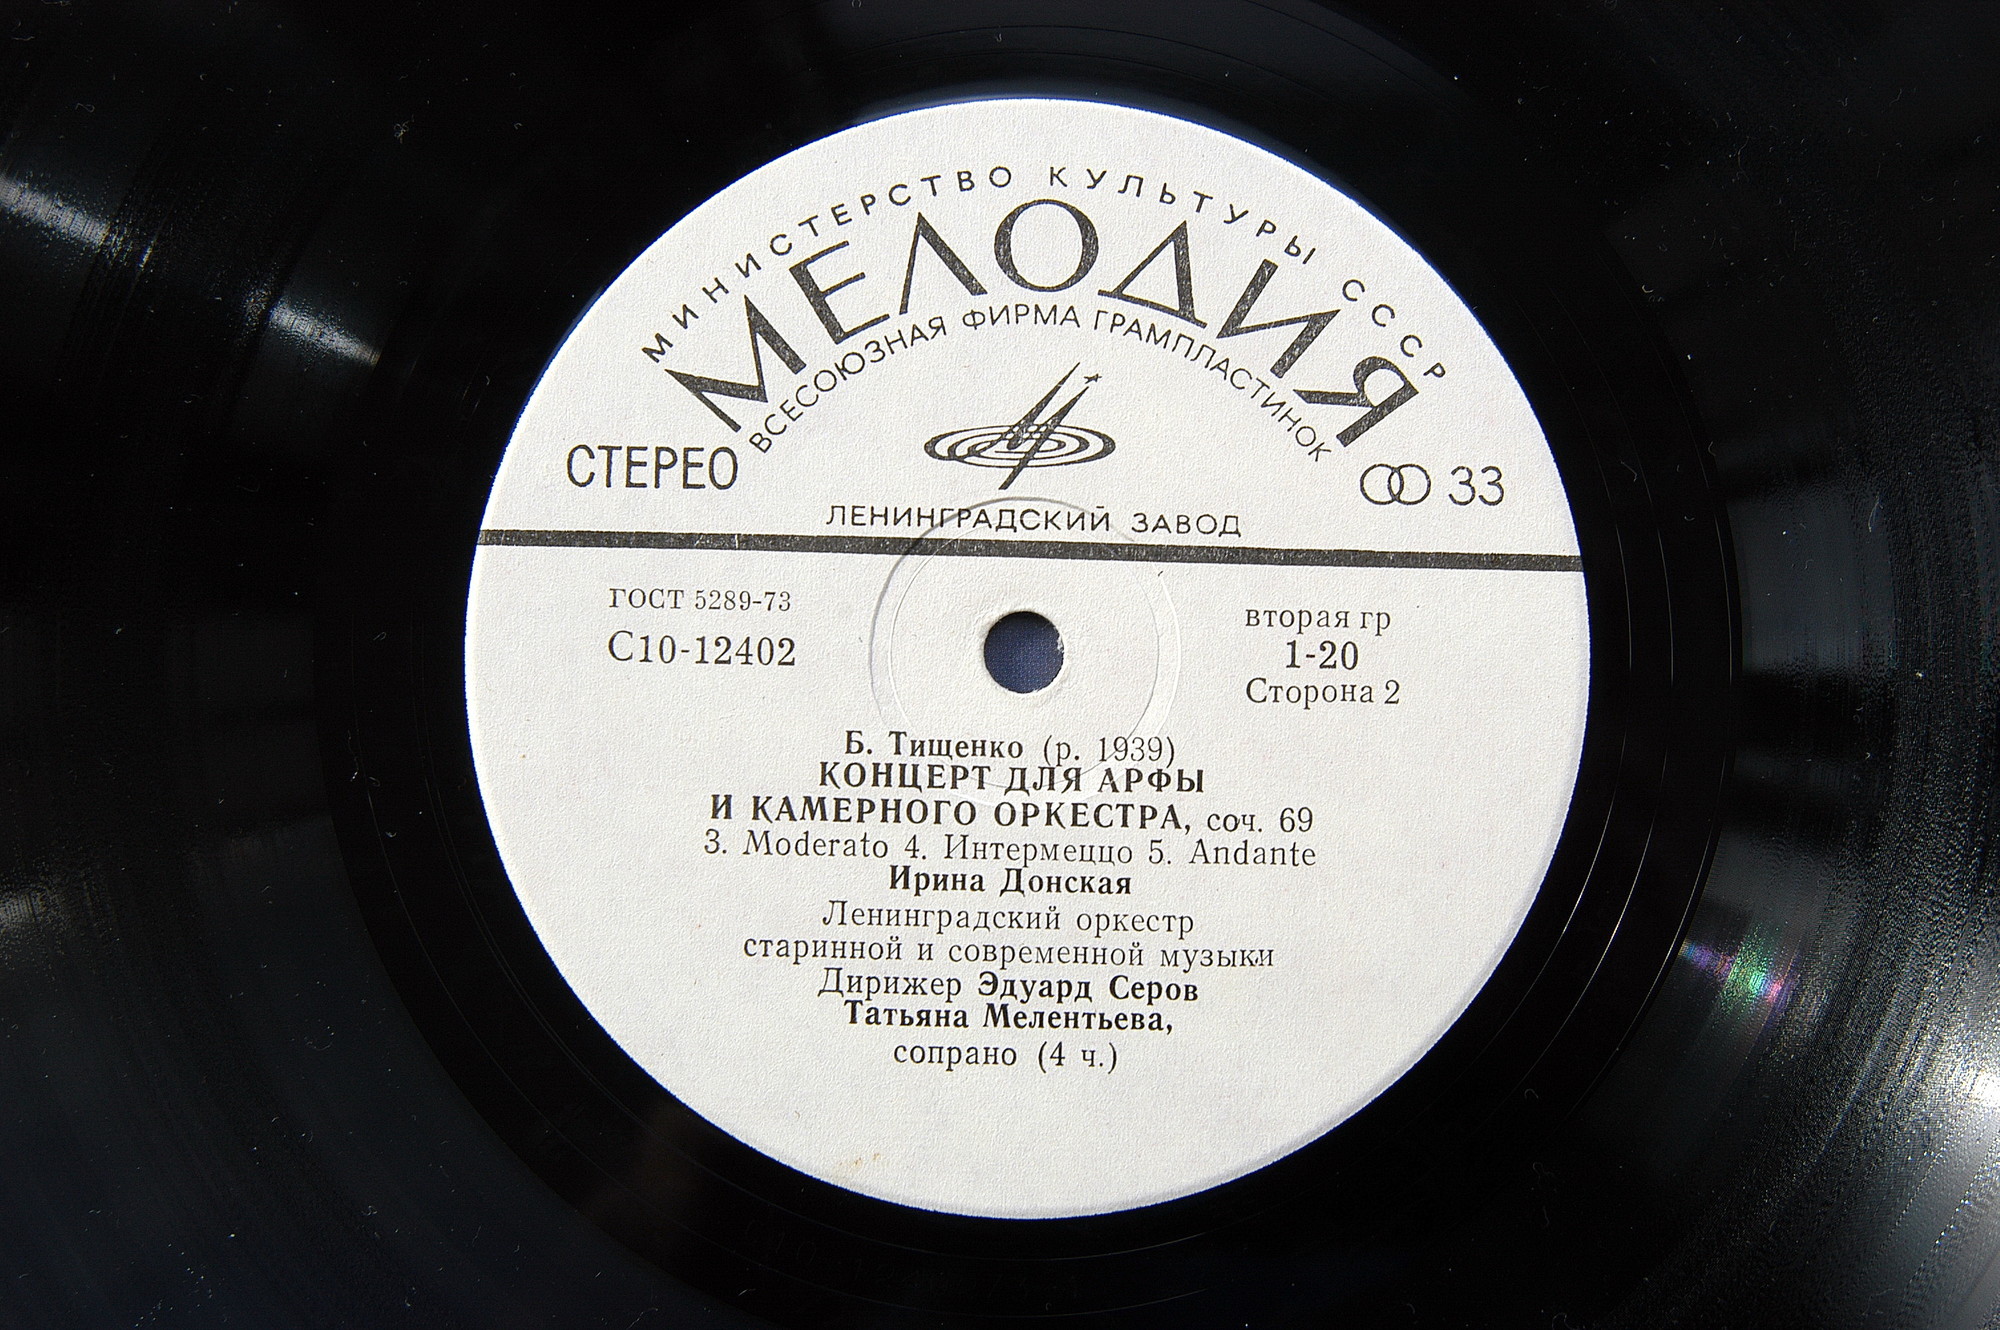 МИНИСТЕРСТВО КУЛЬТУРЫ СССР
МЕЛОДИЯ
ВСЕСОЮЗНАЯ ФИРМА ГРАМПЛАСТИНОК
СТЕРЕО
33
ЛЕНИНГРАДСКИЙ ЗАВОД
ГОСТ 5289-73
С10-12402
вторая гр
1-20
Сторона 2
Б. Тищенко (р. 1939)
КОНЦЕРТ ДЛЯ АРФЫ
И КАМЕРНОГО ОРКЕСТРА, соч. 69
3. Moderato 4. Интермеццо 5. Andante
Ирина Донская
Ленинградский оркестр
старинной и современной музыки
Дирижер Эдуард Серов
Татьяна Мелентьева,
сопрано (4 ч.)